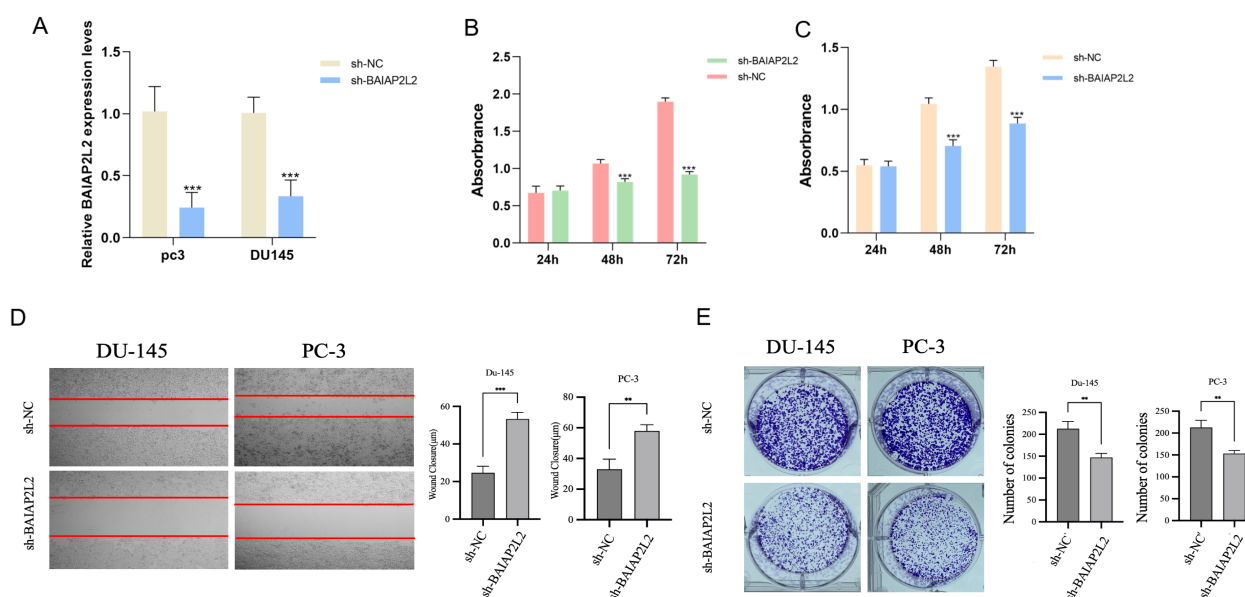 A
Relative BAIAP2L2 expression leves
1.5
1.0
0.5
0.0
pc3
DU145
sh-NC
sh-BAIAP2L2
B
Absorbrance
2.5
2.0
1.5
1.0
0.5
0.0
24h
48h
72h
***
***
sh-BAIAP2L2
sh-NC
C
Absorbrance
1.5
1.0
0.5
0.0
24h
48h
72h
***
***
sh-NC
sh-BAIAP2L2
***
***
D
DU-145
PC-3
sh-NC
sh-BAIAP2L2
Du-145
***
Wound Closure(μm)
60
40
20
0
sh-NC
sh-BAIAP2L2
PC-3
**
Wound Closure(μm)
80
60
40
20
0
sh-NC
sh-BAIAP2L2
E
DU-145
PC-3
sh-NC
sh-BAIAP2L2
Du-145
**
Number of colonies
250
200
150
100
50
0
sh-NC
sh-BAIAP2L2
PC-3
**
Number of colonies
250
200
150
100
50
0
sh-NC
sh-BAIAP2L2